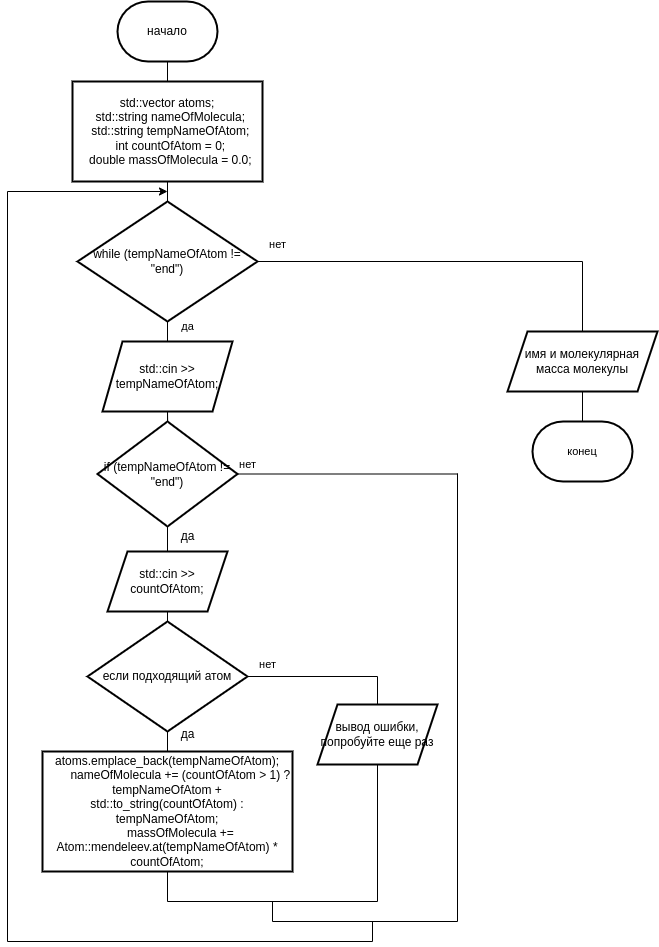 начало
std::vector atoms;
std::string nameOfMolecula;
std::string tempNameOfAtom;
int countOfAtom = 0;
double massOfMolecula = 0.0;
while (tempNameOfAtom !=
"end")
нет
да
std::cin >>
tempNameOfAtom;
имя и молекулярная
масса молекулы
конец
if (tempNameOfAtom !=
"end")
нет
да
std::cin >>
countOfAtom;
если подходящий атом
нет
да
вывод ошибки,
попробуйте еще раз
atoms.emplace_back(tempNameOfAtom);
nameOfMolecula += (countOfAtom > 1) ?
tempNameOfAtom +
std::to_string(countOfAtom) :
tempNameOfAtom;
massOfMolecula +=
Atom::mendeleev.at(tempNameOfAtom) *
countOfAtom;